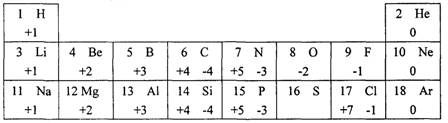 1 H 2 He
+1 0
3 Li 4 Be 5 B 6 C 7 N 8 O 9 F 10 Ne
+1 +2 +3 +4 -4 +5 -3 -2 -1 0
11 Na 12 Mg 13 Al 14 Si 15 P 16 S 17 Cl 18 Ar
+1 +2 +3 +4 -4 +5 -3 +7 -1 0